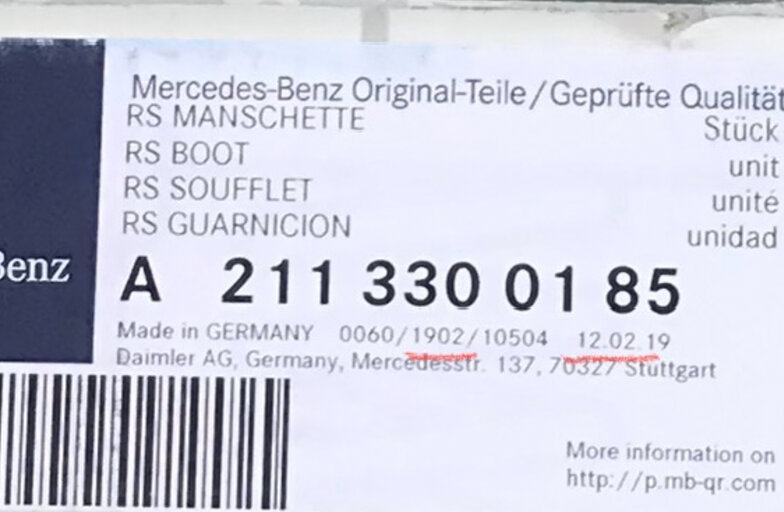 Mercedes-Benz Original-Teile/Geprüfte Qualität
RS MANSCHETTE Stück
RS BOOT unit
RS SOUFFLET unité
RS GUARNICION unidad
Benz
A 211 330 01 85
Made in GERMANY 0060/1902/10504 12.02.19
Daimler AG, Germany, Mercedesstr. 137, 70327 Stuttgart
More information on
http://p.mb-qr.com